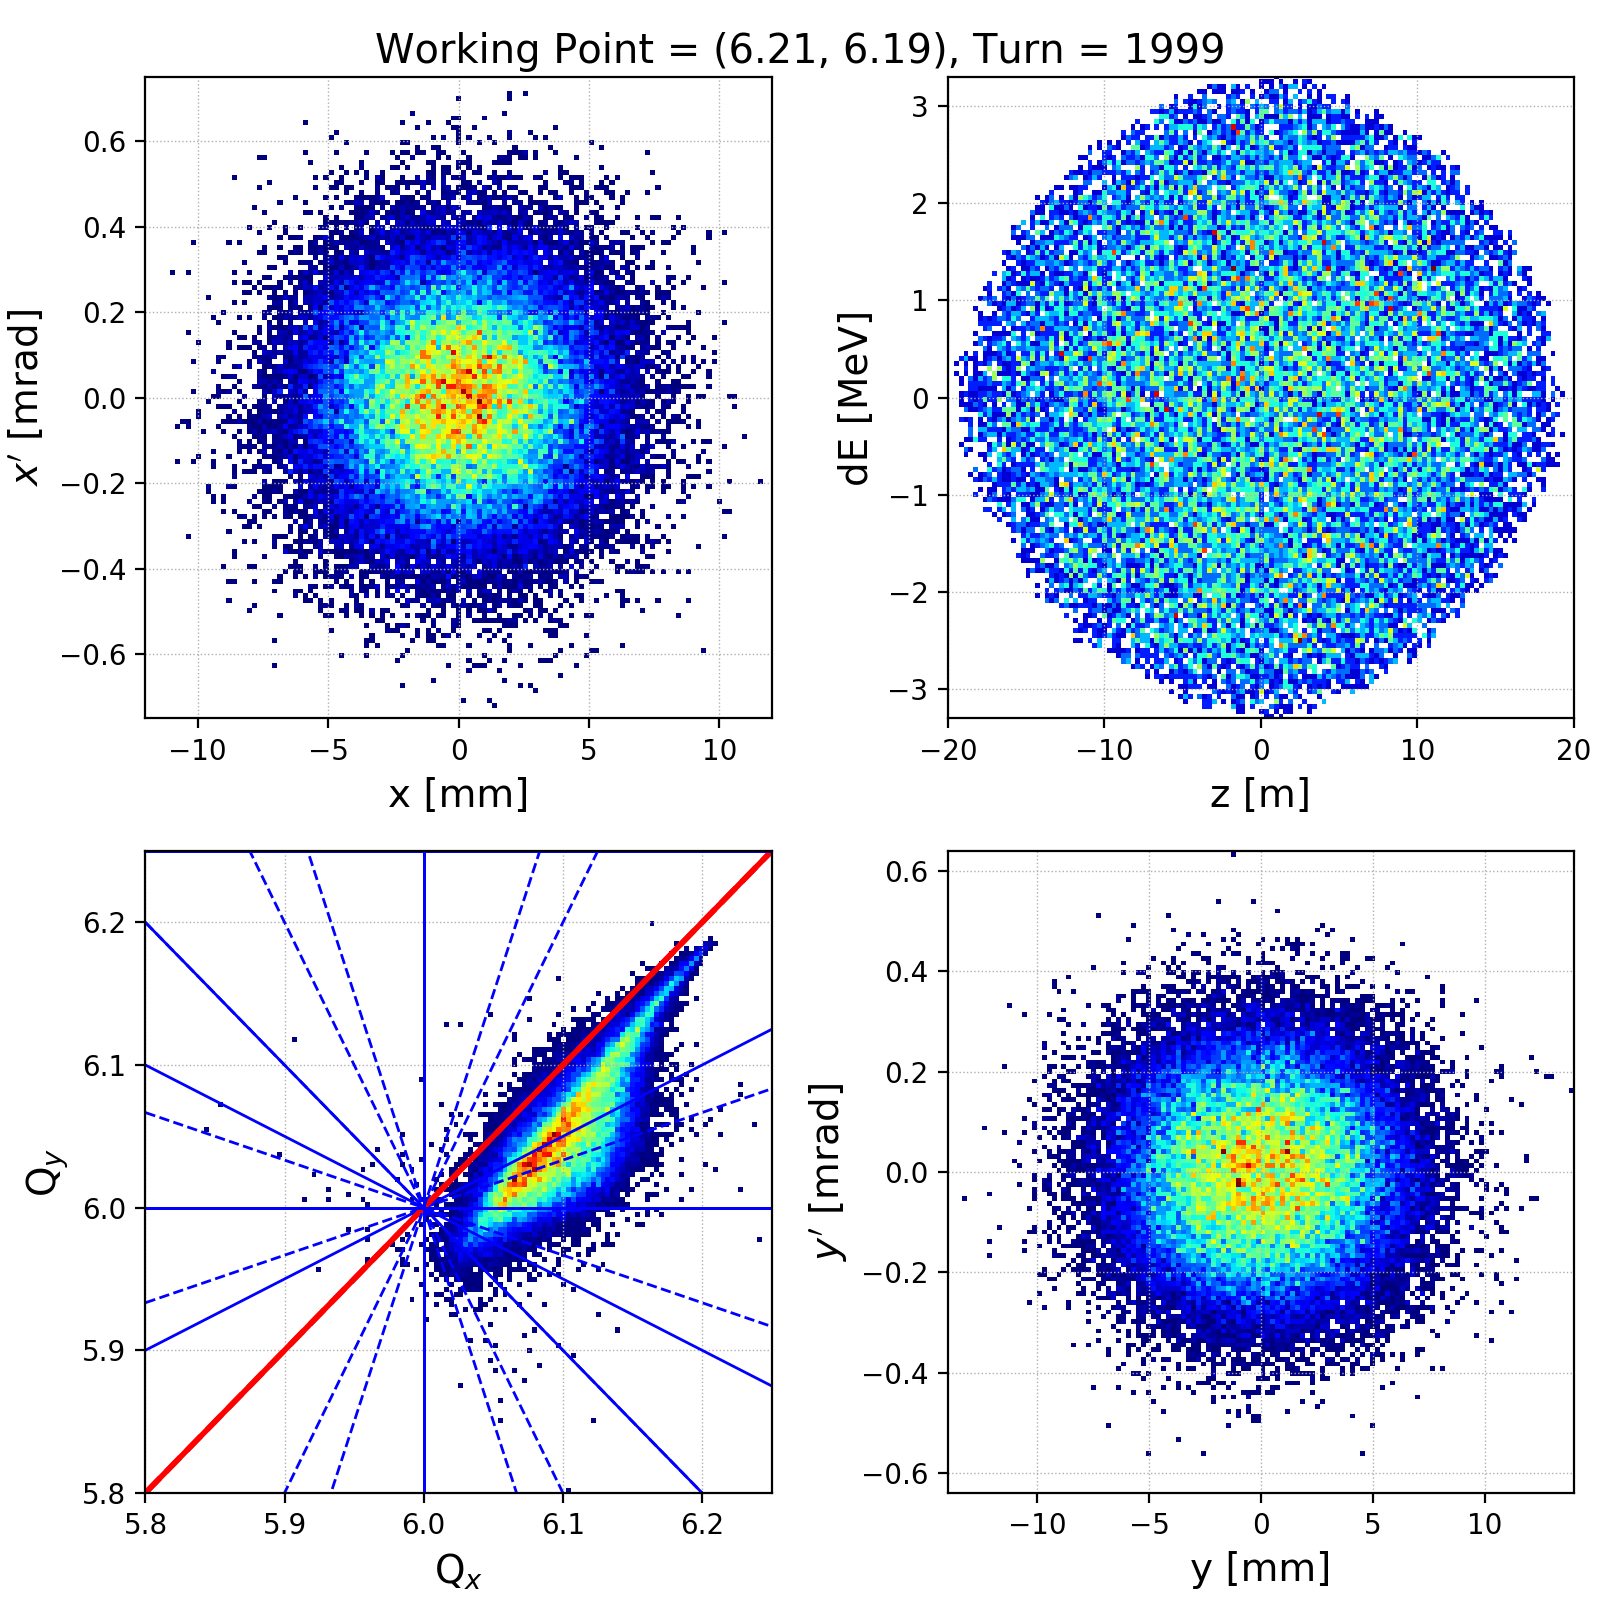 Working Point = (6.21, 6.19), Turn = 1999
0.6
0.4
0.2
0.0
−0.2
−0.4
−0.6
x′ [mrad]
−10 −5 0 5 10
x [mm]
3
2
1
0
−1
−2
−3
dE [MeV]
−20 −10 0 10 20
z [m]
6.2
6.1
6.0
5.9
5.8
Qy
5.8 5.9 6.0 6.1 6.2
Qx
0.6
0.4
0.2
0.0
−0.2
−0.4
−0.6
y′ [mrad]
−10 −5 0 5 10
y [mm]